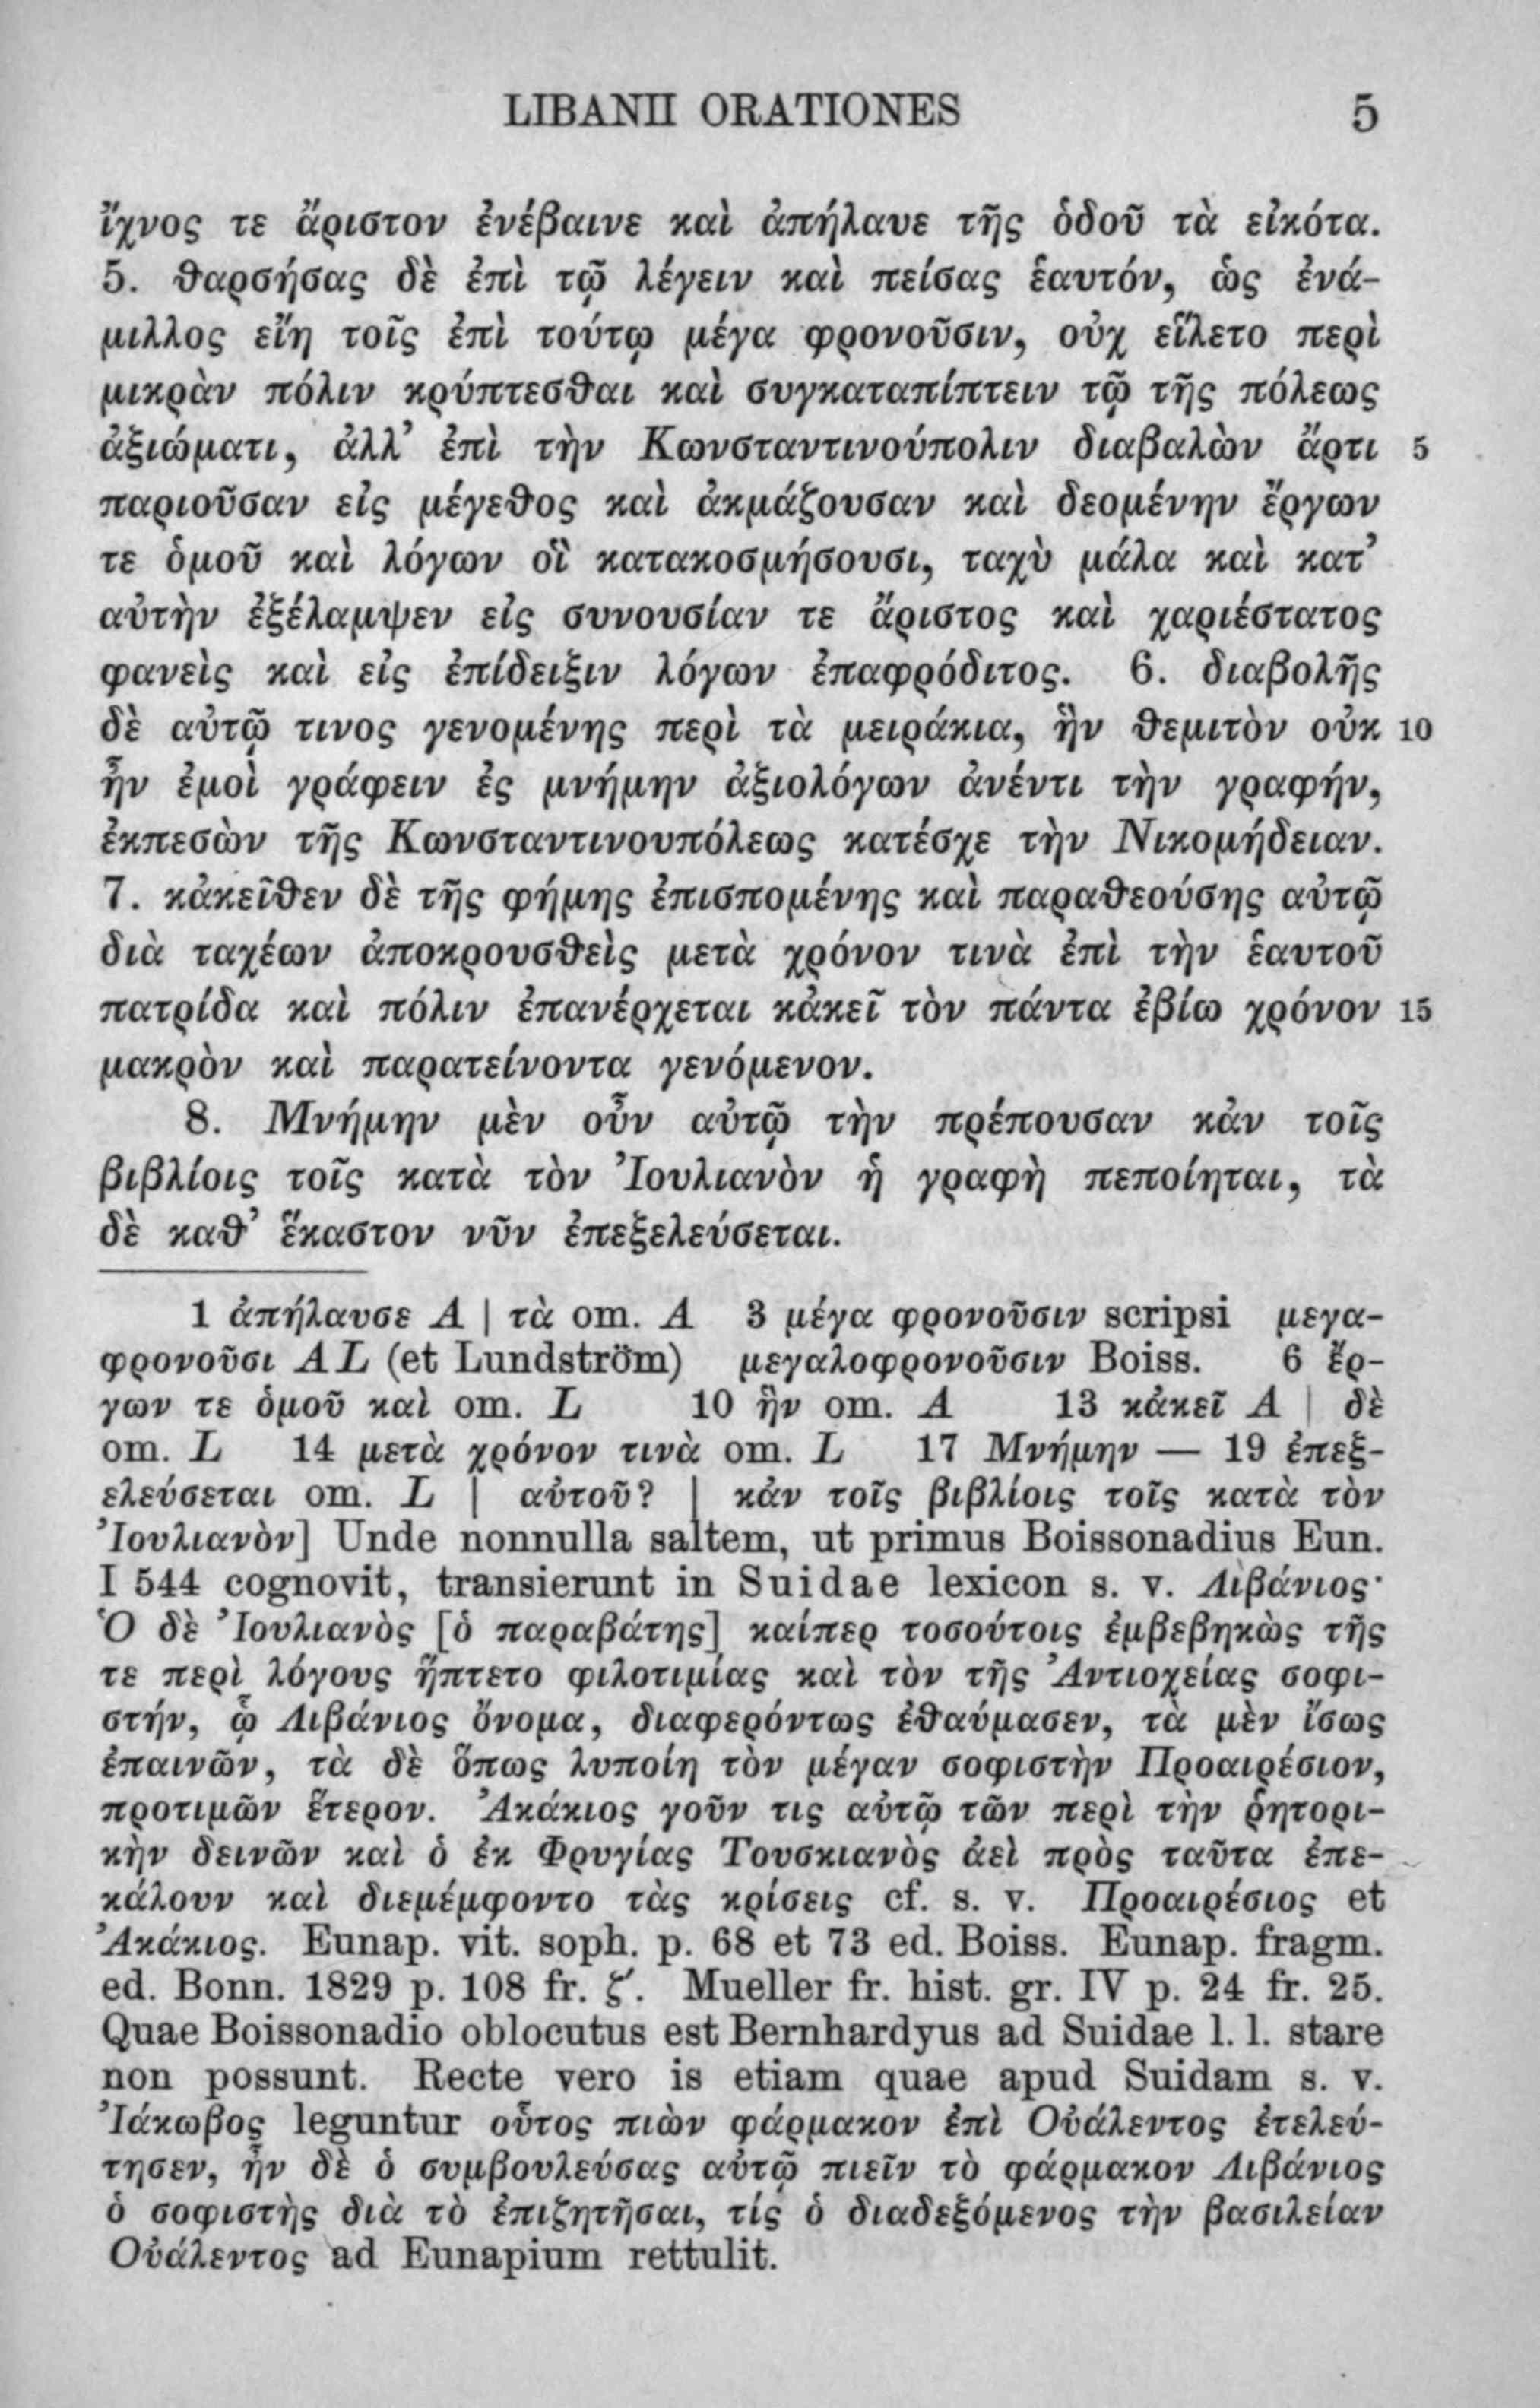 LIBANII ORATIONES 5
ἴχνος τε ἄριστον ἐνέβαινε καὶ ἀπήλαυε τῆς ὁδοῦ τὰ εἰκότα.
5. θαρσήσας δὲ ἐπὶ τῷ λέγειν καὶ πείσας ἑαυτόν, ὡς ἐνά-
μιλλος εἴη τοῖς ἐπὶ τούτῳ μέγα φρονοῦσιν, οὐχ εἵλετο περὶ
μικρὰν πόλιν κρύπτεσθαι καὶ συγκαταπίπτειν τῷ τῆς πόλεως
ἀξιώματι, ἀλλ’ ἐπὶ τὴν Κωνσταντινούπολιν διαβαλὼν ἄρτι 5
παριοῦσαν εἰς μέγεθος καὶ ἀκμάζουσαν καὶ δεομένην ἔργων
τε ὁμοῦ καὶ λόγων οἳ κατακοσμήσουσι, ταχὺ μάλα καὶ κατ’
αὐτὴν ἐξέλαμψεν εἰς συνουσίαν τε ἄριστος καὶ χαριέστατος
φανεὶς καὶ εἰς ἐπίδειξιν λόγων ἐπαφρόδιτος. 6. διαβολῆς
δὲ αὐτῷ τινος γενομένης περὶ τὰ μειράκια, ἣν θεμιτὸν οὐκ 10
ἦν ἐμοὶ γράφειν ἐς μνήμην ἀξιολόγων ἀνέντι τὴν γραφήν,
ἐκπεσὼν τῆς Κωνσταντινουπόλεως κατέσχε τὴν Νικομήδειαν.
7. κἀκεῖθεν δὲ τῆς φήμης ἐπισπομένης καὶ παραθεούσης αὐτῷ
διὰ ταχέων ἀποκρουσθεὶς μετὰ χρόνον τινὰ ἐπὶ τὴν ἑαυτοῦ
πατρίδα καὶ πόλιν ἐπανέρχεται κἀκεῖ τὸν πάντα ἐβίω χρόνον 15
μακρὸν καὶ παρατείνοντα γενόμενον.
8. Μνήμην μὲν οὖν αὐτῷ τὴν πρέπουσαν κἀν τοῖς
βιβλίοις τοῖς κατὰ τὸν Ἰουλιανὸν ἡ γραφὴ πεποίηται, τὰ
δὲ καθ’ ἕκαστον νῦν ἐπεξελεύσεται.
1 ἀπήλαυσε A | τὰ om. A 3 μέγα φρονοῦσιν scripsi μεγα-
φρονοῦσι AL (et Lundström) μεγαλοφρονοῦσιν Boiss. 6 ἔρ-
γων τε ὁμοῦ καὶ om. L 10 ἣν om. A 13 κἀκεῖ A | δὲ
om. L 14 μετὰ χρόνον τινὰ om. L 17 Μνήμην — 19 ἐπεξ-
ελεύσεται om. L | αὐτοῦ? | κἀν τοῖς βιβλίοις τοῖς κατὰ τὸν
Ἰουλιανὸν] Unde nonnulla saltem, ut primus Boissonadius Eun.
I 544 cognovit, transierunt in Suidae lexicon s. v. Λιβάνιος·
Ὁ δὲ Ἰουλιανὸς [ὁ παραβάτης] καίπερ τοσούτοις ἐμβεβηκὼς τῆς
τε περὶ λόγους ἥπτετο φιλοτιμίας καὶ τὸν τῆς Ἀντιοχείας σοφι-
στήν, ᾧ Λιβάνιος ὄνομα, διαφερόντως ἐθαύμασεν, τὰ μὲν ἴσως
ἐπαινῶν, τὰ δὲ ὅπως λυποίη τὸν μέγαν σοφιστὴν Προαιρέσιον,
προτιμῶν ἕτερον. Ἀκάκιος γοῦν τις αὐτῷ τῶν περὶ τὴν ῥητορι-
κὴν δεινῶν καὶ ὁ ἐκ Φρυγίας Τουσκιανὸς ἀεὶ πρὸς ταῦτα ἐπε-
κάλουν καὶ διεμέμφοντο τὰς κρίσεις cf. s. v. Προαιρέσιος et
Ἀκάκιος. Eunap. vit. soph. p. 68 et 73 ed. Boiss. Eunap. fragm.
ed. Bonn. 1829 p. 108 fr. ζ′. Mueller fr. hist. gr. IV p. 24 fr. 25.
Quae Boissonadio oblocutus est Bernhardyus ad Suidae l. l. stare
non possunt. Recte vero is etiam quae apud Suidam s. v.
Ἰάκωβος leguntur οὗτος πιὼν φάρμακον ἐπὶ Οὐάλεντος ἐτελεύ-
τησεν, ἦν δὲ ὁ συμβουλεύσας αὐτῷ πιεῖν τὸ φάρμακον Λιβάνιος
ὁ σοφιστὴς διὰ τὸ ἐπιζητῆσαι, τίς ὁ διαδεξόμενος τὴν βασιλείαν
Οὐάλεντος ad Eunapium rettulit.